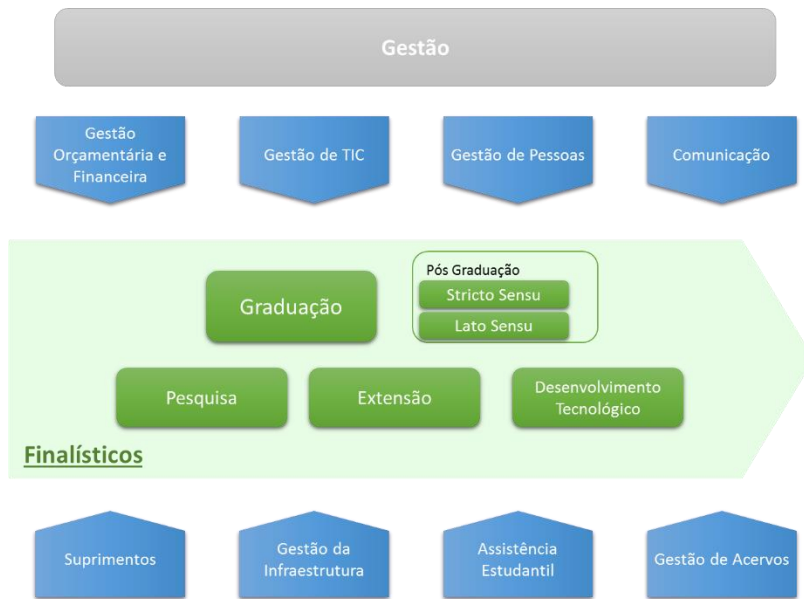 Gestão
Gestão
Orçamentária e
Financeira
Gestão de TIC
Gestão de Pessoas
Comunicação
Graduação
Pós Graduação
Stricto Sensu
Lato Sensu
Pesquisa
Extensão
Desenvolvimento
Tecnológico
Finalísticos
Suprimentos
Gestão da
Infraestrutura
Assistência
Estudantil
Gestão de Acervos